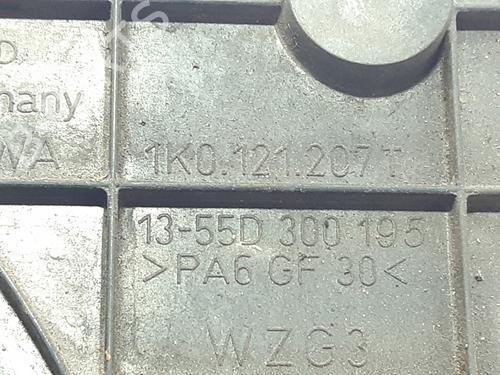 D
many
WA
1K0.121.207 T
13-55D 300 195
>PA6 GF 30<
WZG3